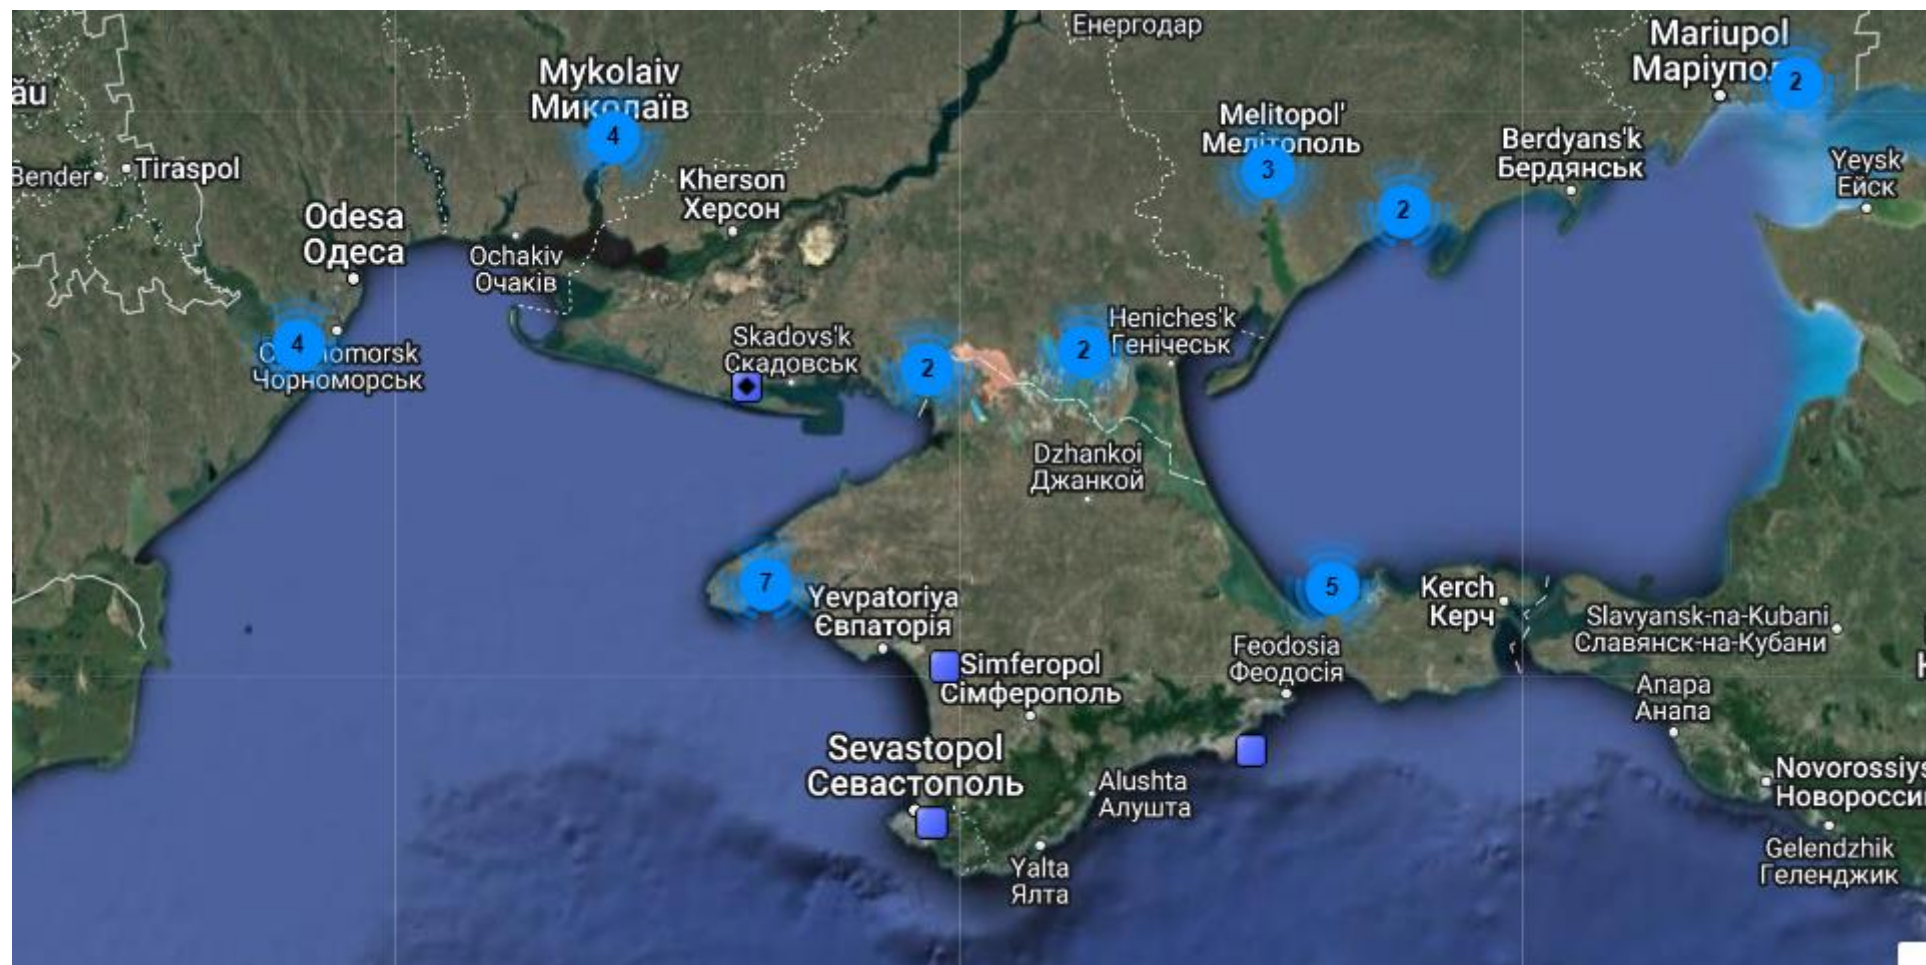 Енергодар
Mariupol
Mykolaiv
Миколаїв
4
2
ău
Melitopol'
Мелітополь
3
Berdyans'k
Бердянськ
Yeysk
Ейск
Bender
Tiraspol
Kherson
Херсон
2
Odesa
Одеса
Ochakiv
Очаків
Heniches'k
Генічеськ
Skadovs'k
Скадовськ
2
2
4
Чорноморськ
Dzhankoi
Джанкой
7
5
Yevpatoriya
Євпаторія
Kerch
Керч
Slavyansk-na-Kubani
Славянск-на-Кубани
Feodosia
Феодосія
Simferopol
Сімферополь
Anapa
Анапа
Sevastopol
Севастополь
Alushta
Алушта
Novorossiys
Новоросси
Gelendzhik
Геленджик
Yalta
Ялта